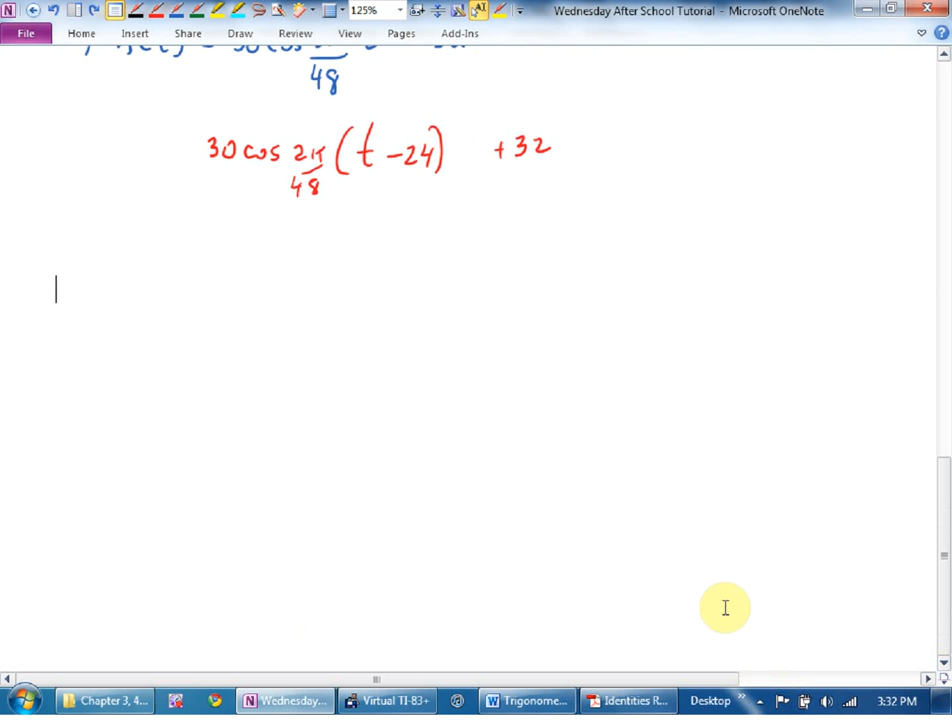 125%
Wednesday After School Tutorial - Microsoft OneNote
File Home Insert Share Draw Review View Pages Add-Ins
48
30 cos 2π/48 (t - 24) + 32
Chapter 3, 4... Wednesday... Virtual TI-83+ Trigonome... Identities R... Desktop 3:32 PM